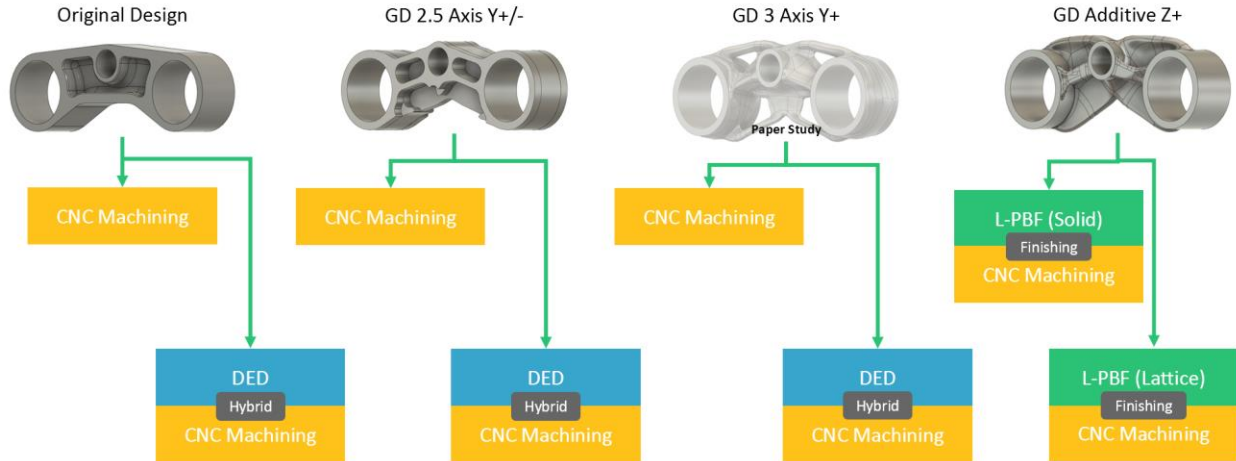 Original Design
GD 2.5 Axis Y+/-
GD 3 Axis Y+
GD Additive Z+
Paper Study
CNC Machining
CNC Machining
CNC Machining
L-PBF (Solid)
Finishing
CNC Machining
DED
Hybrid
CNC Machining
DED
Hybrid
CNC Machining
DED
Hybrid
CNC Machining
L-PBF (Lattice)
Finishing
CNC Machining